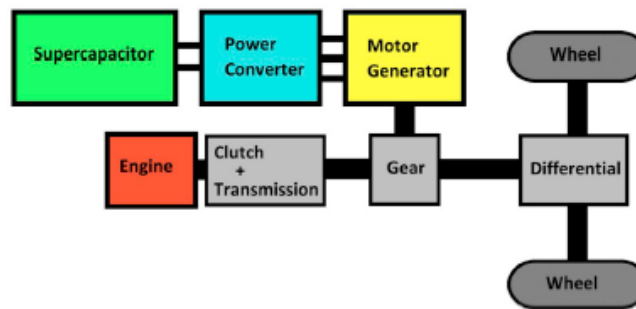 Supercapacitor
Power
Converter
Motor
Generator
Wheel
Engine
Clutch
+
Transmission
Gear
Differential
Wheel